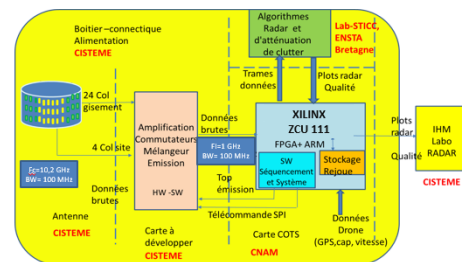 Boitier –connectique
Alimentation
CISTEME
Algorithmes
Radar et
d'atténuation
de clutter
Lab-STICC,
ENSTA
Bretagne
Trames
données
Plots radar
Qualité
24 Col
gisement
4 Col site
Fc=10,2 GHz
BW= 100 MHz
Données
brutes
Antenne
CISTEME
Amplification
Commutateurs
Mélangeur
Emission
HW -SW
Carte à
développer
CISTEME
Données
brutes
FI=1 GHz
BW= 100 MHz
Top
émission
Télécommande SPI
XILINX
ZCU 111
FPGA+ ARM
SW
Séquencement
et Système
Stockage
Rejoue
Carte COTS
CNAM
Données
Drone
(GPS,cap, vitesse)
Plots
radar,
Qualité
IHM
Labo
RADAR
CISTEME